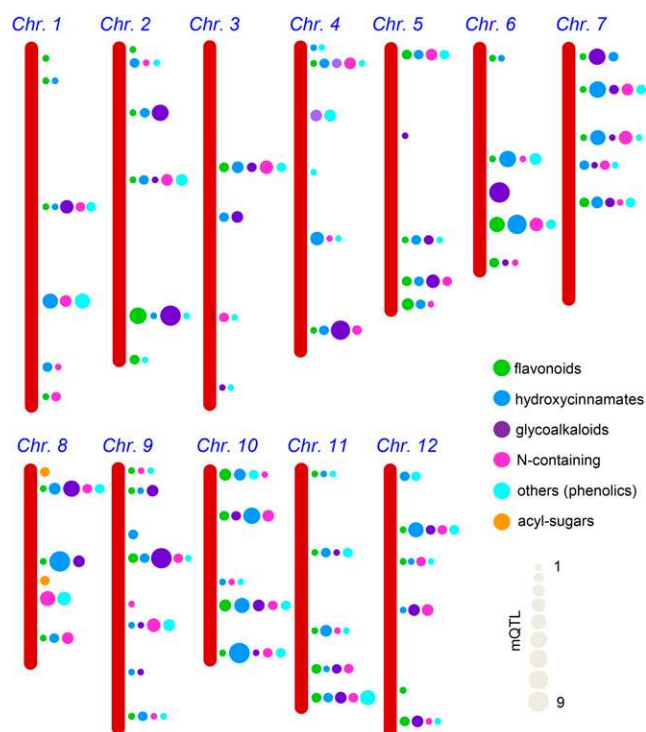 Chr. 1 Chr. 2 Chr. 3 Chr. 4 Chr. 5 Chr. 6 Chr. 7
flavonoids
hydroxycinnamates
glycoalkaloids
N-containing
others (phenolics)
acyl-sugars
Chr. 8 Chr. 9 Chr. 10 Chr. 11 Chr. 12
1
mQTL
9